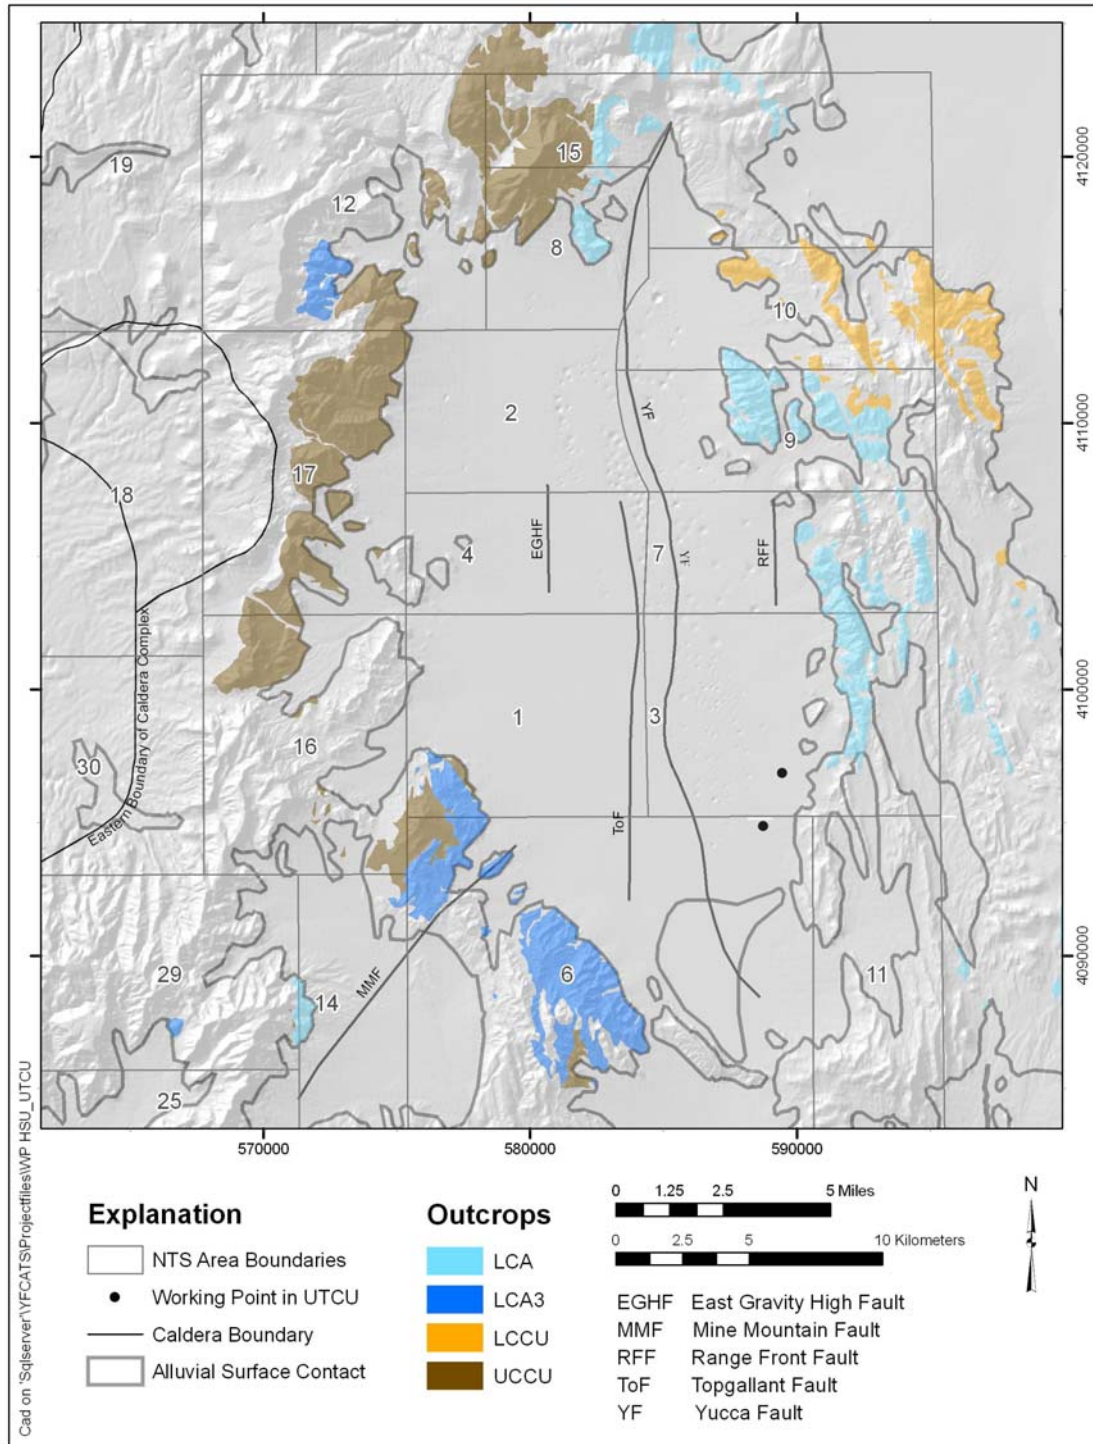 19
12
15
8
10
2
YF
9
17
18
4
EGHF
7
YF
RFF
1
3
16
30
Eastern Boundary of Caldera Complex
ToF
29
14
MMF
6
11
25
4120000
4110000
4100000
4090000
570000
580000
590000
Cad on 'Sqlserver'\YFCATS\Projectfiles\WP HSU_UTCU
Explanation
NTS Area Boundaries
Working Point in UTCU
Caldera Boundary
Alluvial Surface Contact
Outcrops
LCA
LCA3
LCCU
UCCU
0 1.25 2.5 5 Miles
0 2.5 5 10 Kilometers
N
EGHF East Gravity High Fault
MMF Mine Mountain Fault
RFF Range Front Fault
ToF Topgallant Fault
YF Yucca Fault